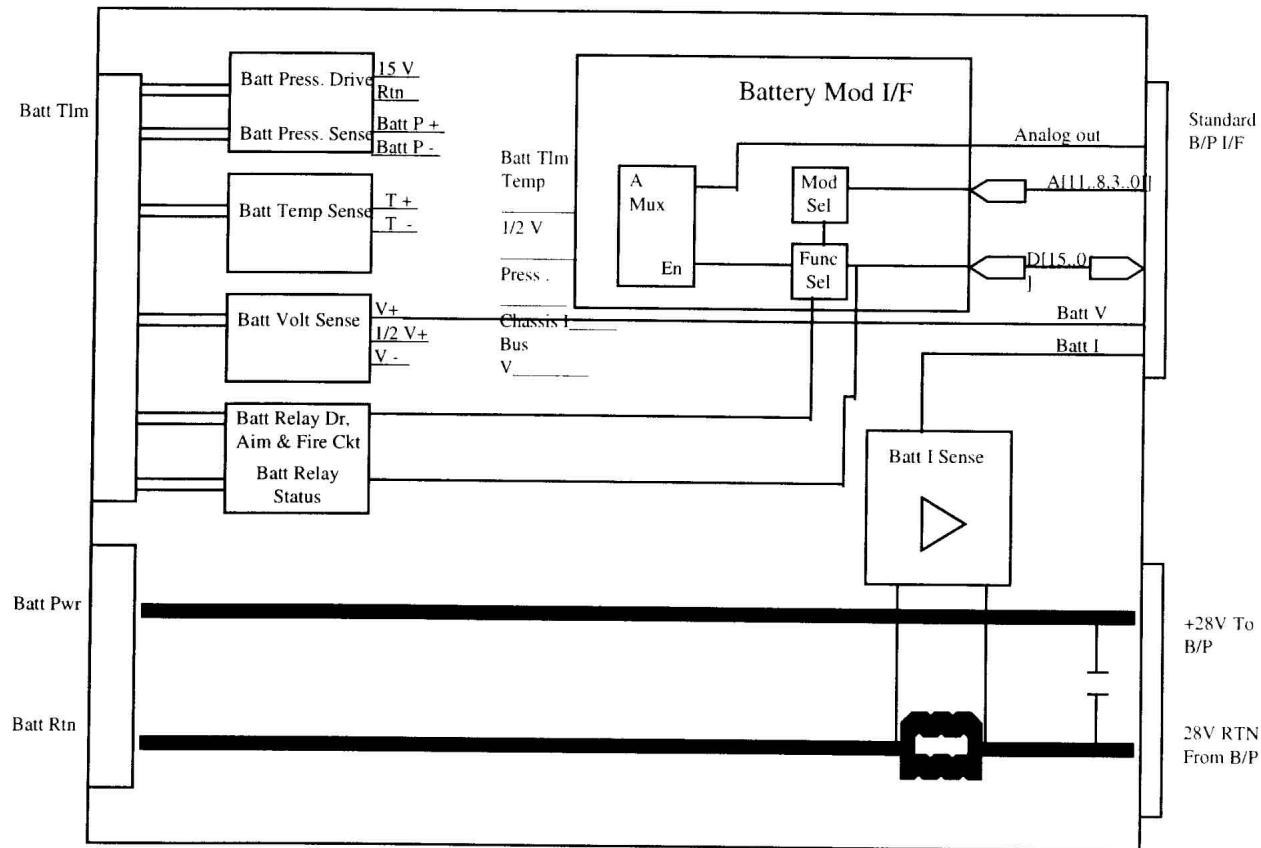 Batt Tlm
Batt Press. Drive
15 V
Rtn
Batt Press. Sense
Batt P +
Batt P -
Batt Temp Sense
T +
T -
Batt Volt Sense
V+
1/2 V+
V -
Batt Relay Dr,
Aim & Fire Ckt
Batt Relay
Status
Batt Tlm
Temp
1/2 V
Press .
Chassis I
Bus
V
Battery Mod I/F
A
Mux
En
Mod
Sel
Func
Sel
Analog out
A[11..8,3..0]
D[15..0
]
Batt V
Batt I
Standard
B/P I/F
Batt I Sense
Batt Pwr
Batt Rtn
+28V To
B/P
28V RTN
From B/P